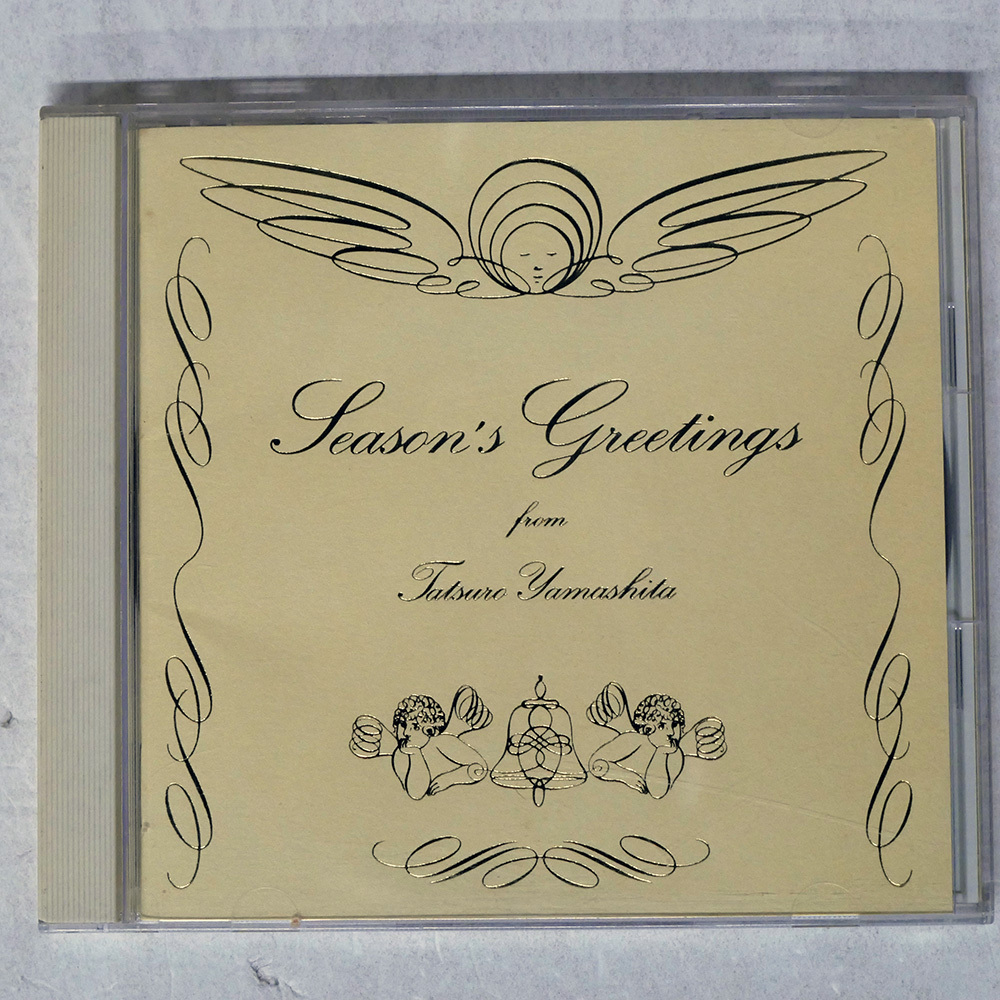 Season's Greetings
from
Tatsuro Yamashita